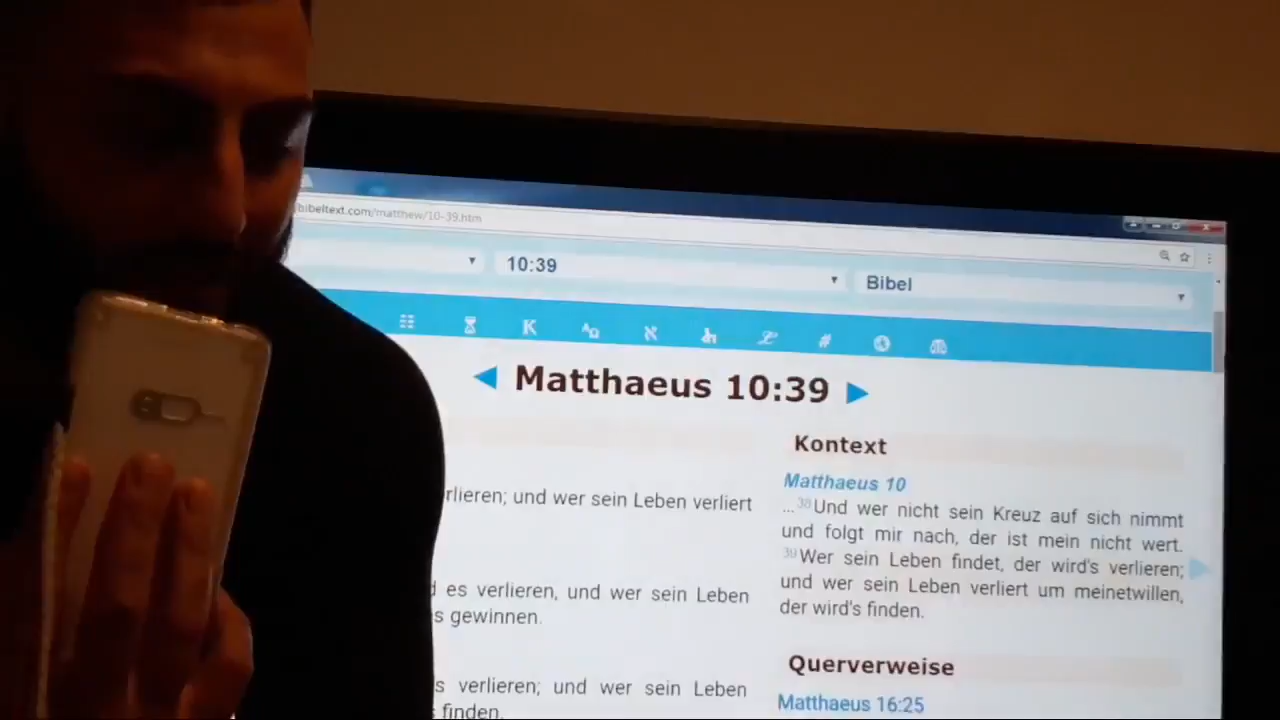 bibeltext.com/matthew/10-39.htm
10:39
Bibel
K
#
Matthaeus 10:39
rlieren; und wer sein Leben verliert
es verlieren, und wer sein Leben
s gewinnen.
s verlieren; und wer sein Leben
finden.
Kontext
Matthaeus 10
...38Und wer nicht sein Kreuz auf sich nimmt
und folgt mir nach, der ist mein nicht wert.
39Wer sein Leben findet, der wird's verlieren;
und wer sein Leben verliert um meinetwillen,
der wird's finden.
Querverweise
Matthaeus 16:25